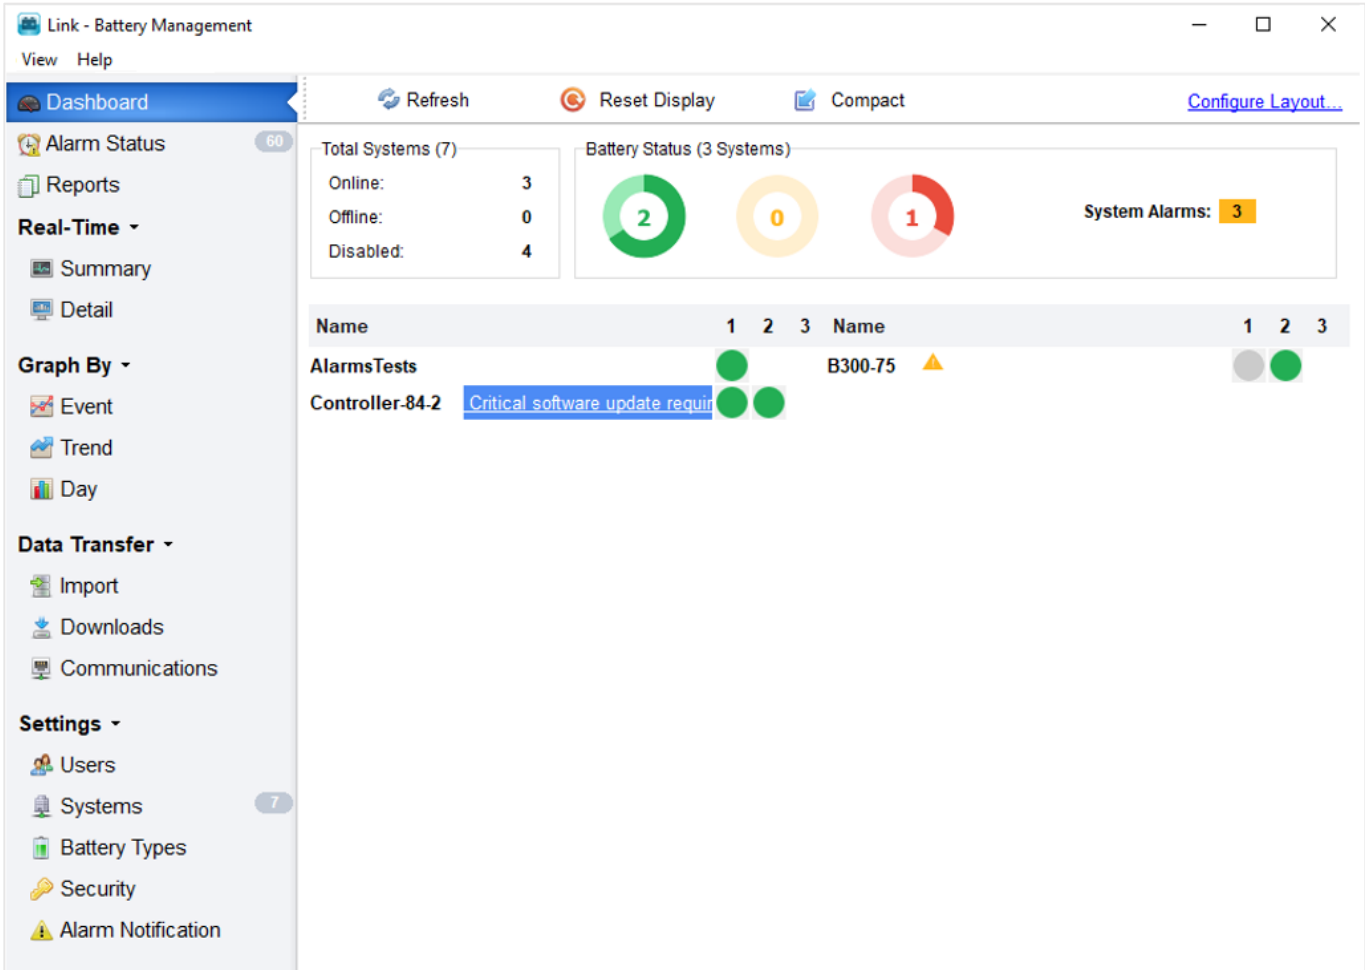 Link - Battery Management
View Help
Dashboard
Refresh
Reset Display
Compact
Configure Layout...
Alarm Status 60
Reports
Real-Time
Summary
Detail
Graph By
Event
Trend
Day
Data Transfer
Import
Downloads
Communications
Settings
Users
Systems 7
Battery Types
Security
Alarm Notification
Total Systems (7)
Online: 3
Offline: 0
Disabled: 4
Battery Status (3 Systems)
2
0
1
System Alarms: 3
Name 1 2 3 Name 1 2 3
AlarmsTests
B300-75
Controller-84-2 Critical software update requir